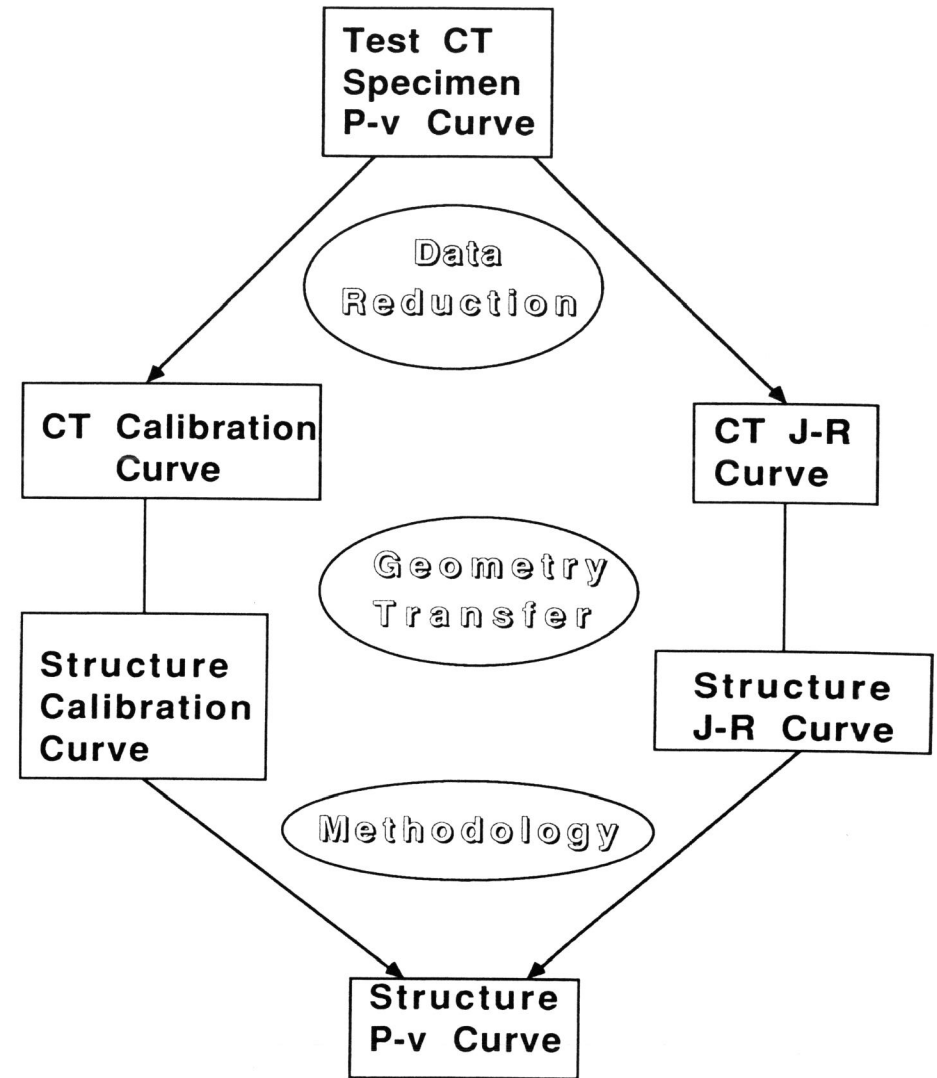 Test CT
Specimen
P-v Curve
Data
Reduction
CT Calibration
Curve
CT J-R
Curve
Geometry
Transfer
Structure
Calibration
Curve
Structure
J-R Curve
Methodology
Structure
P-v Curve